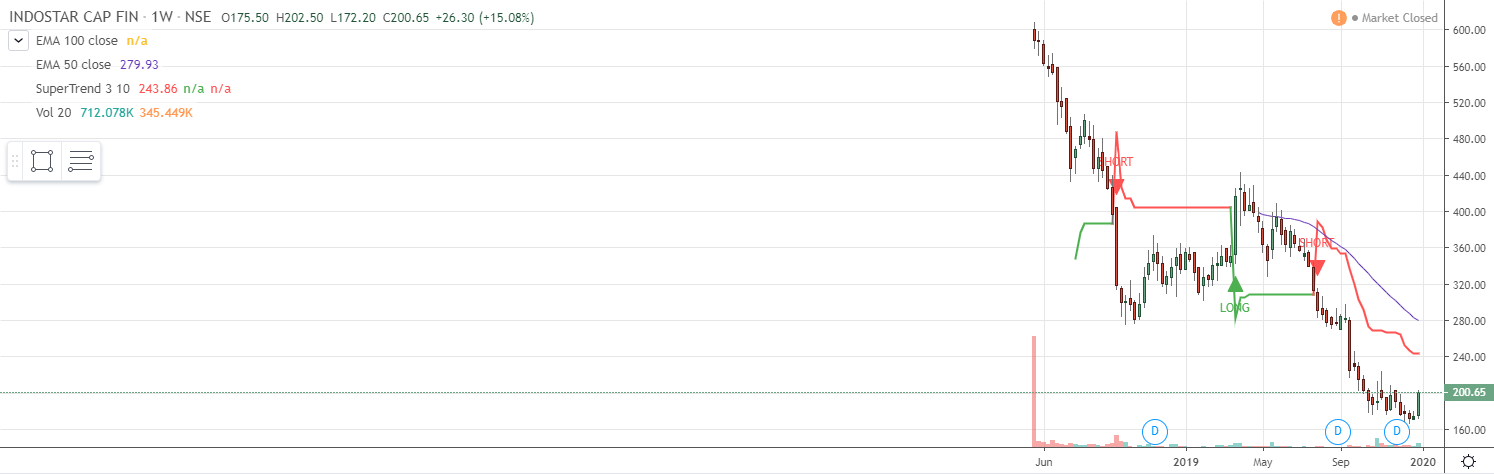 INDOSTAR CAP FIN · 1W · NSE O175.50 H202.50 L172.20 C200.65 +26.30 (+15.08%)
! Market Closed
EMA 100 close n/a
EMA 50 close 279.93
SuperTrend 3 10 243.86 n/a n/a
Vol 20 712.078K 345.449K
600.00
560.00
520.00
480.00
SHORT
440.00
400.00
SHORT
360.00
320.00
LONG
280.00
240.00
200.65
D D D
160.00
Jun 2019 May Sep 2020